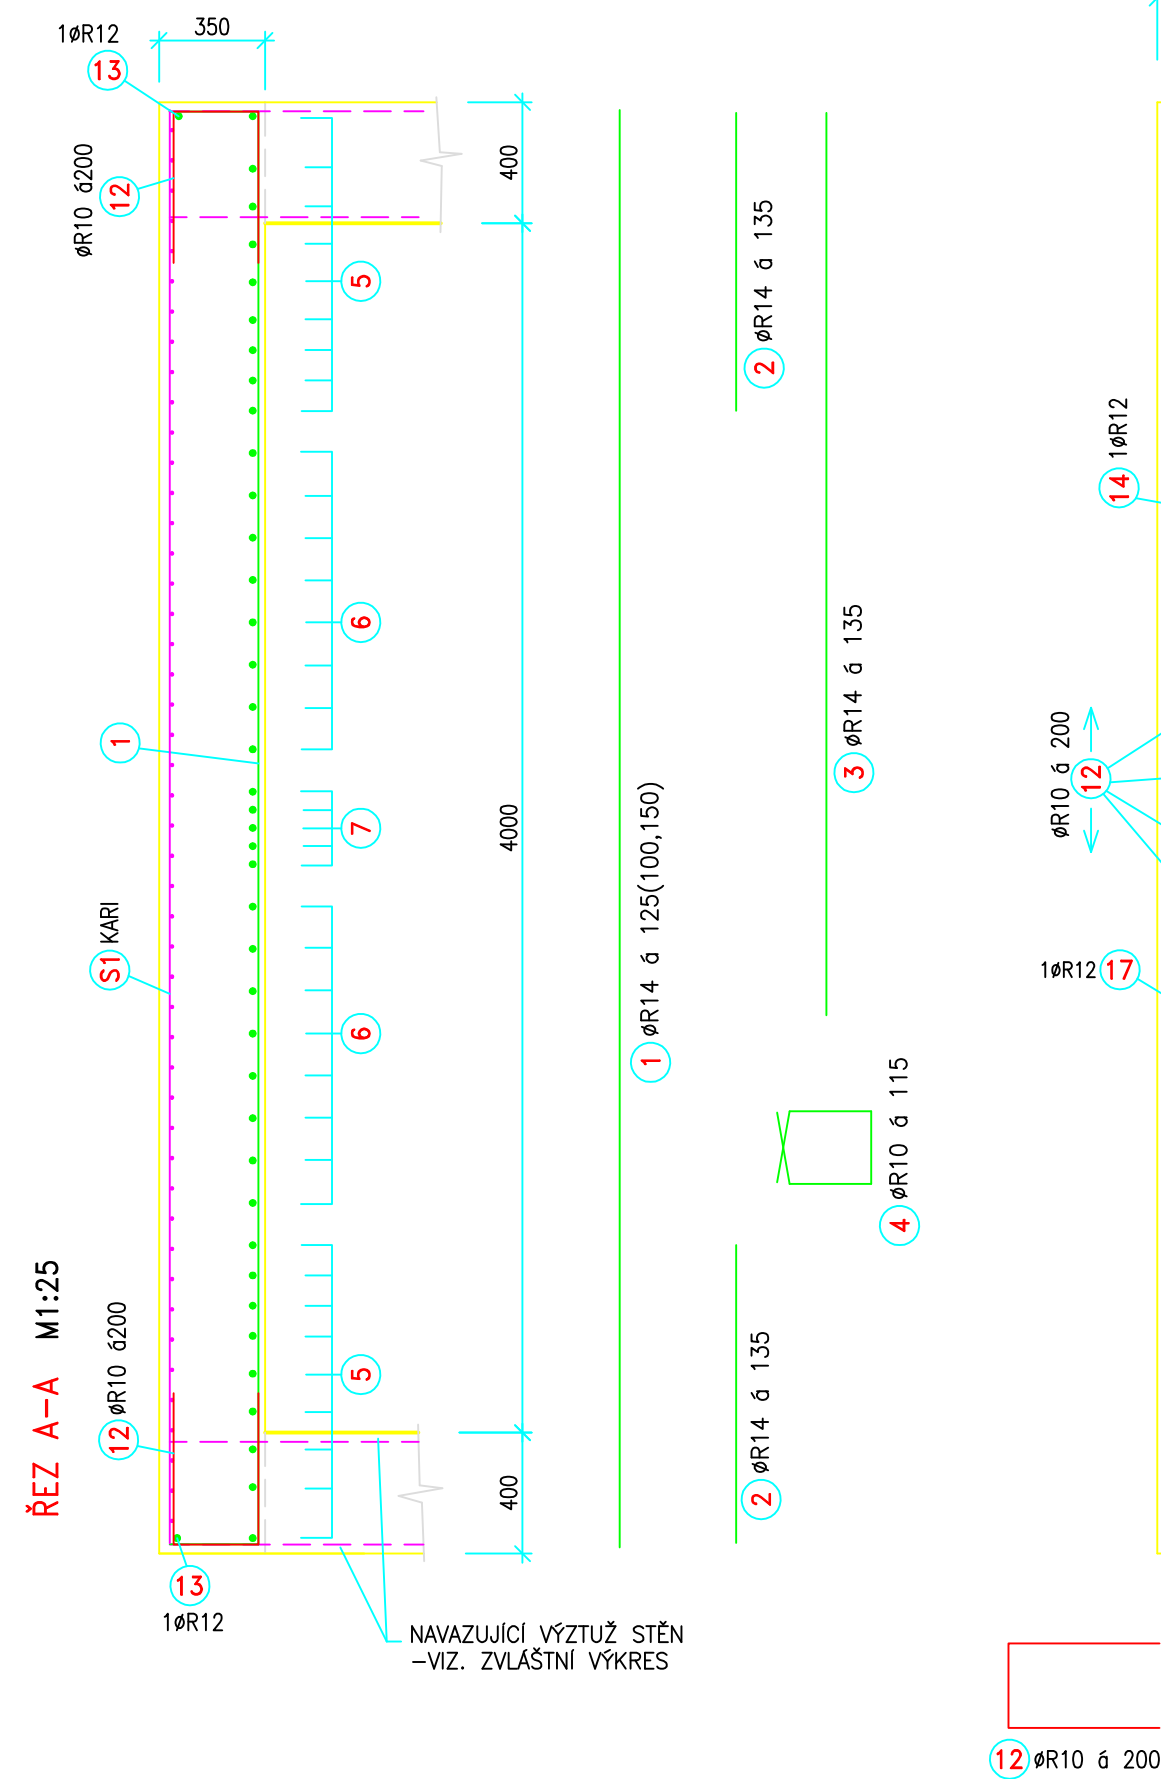 1øR12
350
13
øR10 á200
12
400
5
2 øR14 á 135
14 1øR12
6
3 øR14 á 135
1
øR10 á 200
12
4000
7
1 øR14 á 125(100,150)
S1 KARI
1øR12 17
6
4 øR10 á 115
ŘEZ A-A M1:25
12 øR10 á200
5
2 øR14 á 135
400
13
1øR12
NAVAZUJÍCÍ VÝZTUŽ STĚN
-VIZ. ZVLÁŠTNÍ VÝKRES
12 øR10 á 200